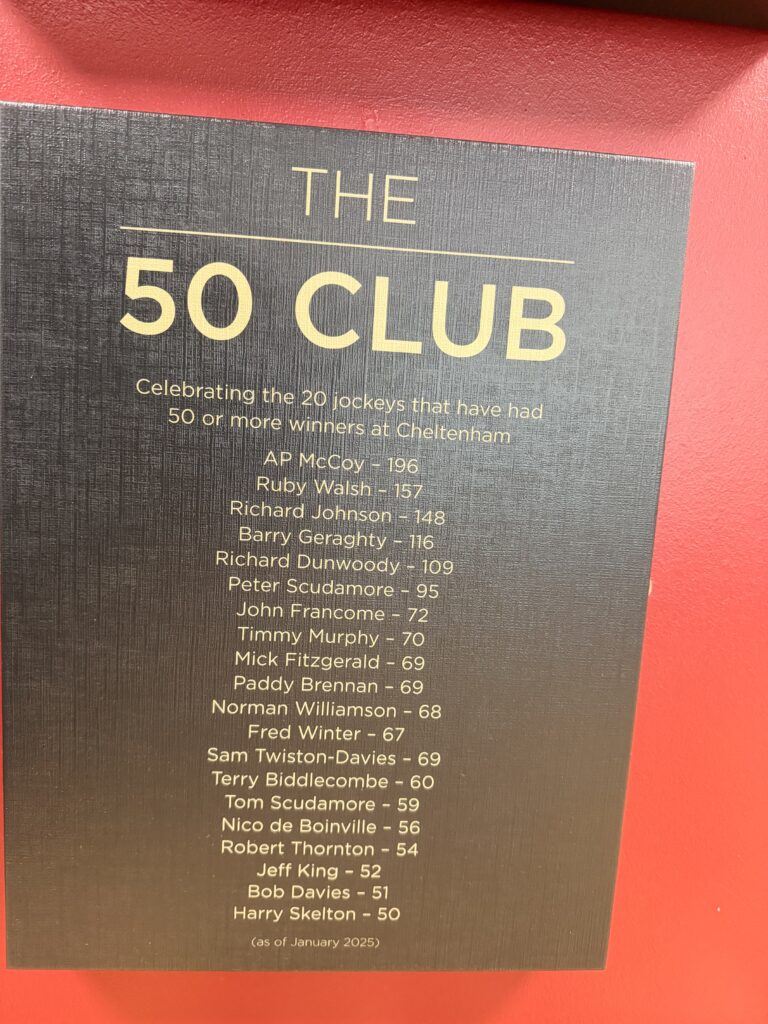 THE
50 CLUB
Celebrating the 20 jockeys that have had
50 or more winners at Cheltenham
AP McCoy – 196
Ruby Walsh – 157
Richard Johnson – 148
Barry Geraghty – 116
Richard Dunwoody – 109
Peter Scudamore – 95
John Francome – 72
Timmy Murphy – 70
Mick Fitzgerald – 69
Paddy Brennan – 69
Norman Williamson – 68
Fred Winter – 67
Sam Twiston-Davies – 69
Terry Biddlecombe – 60
Tom Scudamore – 59
Nico de Boinville – 56
Robert Thornton – 54
Jeff King – 52
Bob Davies – 51
Harry Skelton – 50
(as of January 2025)